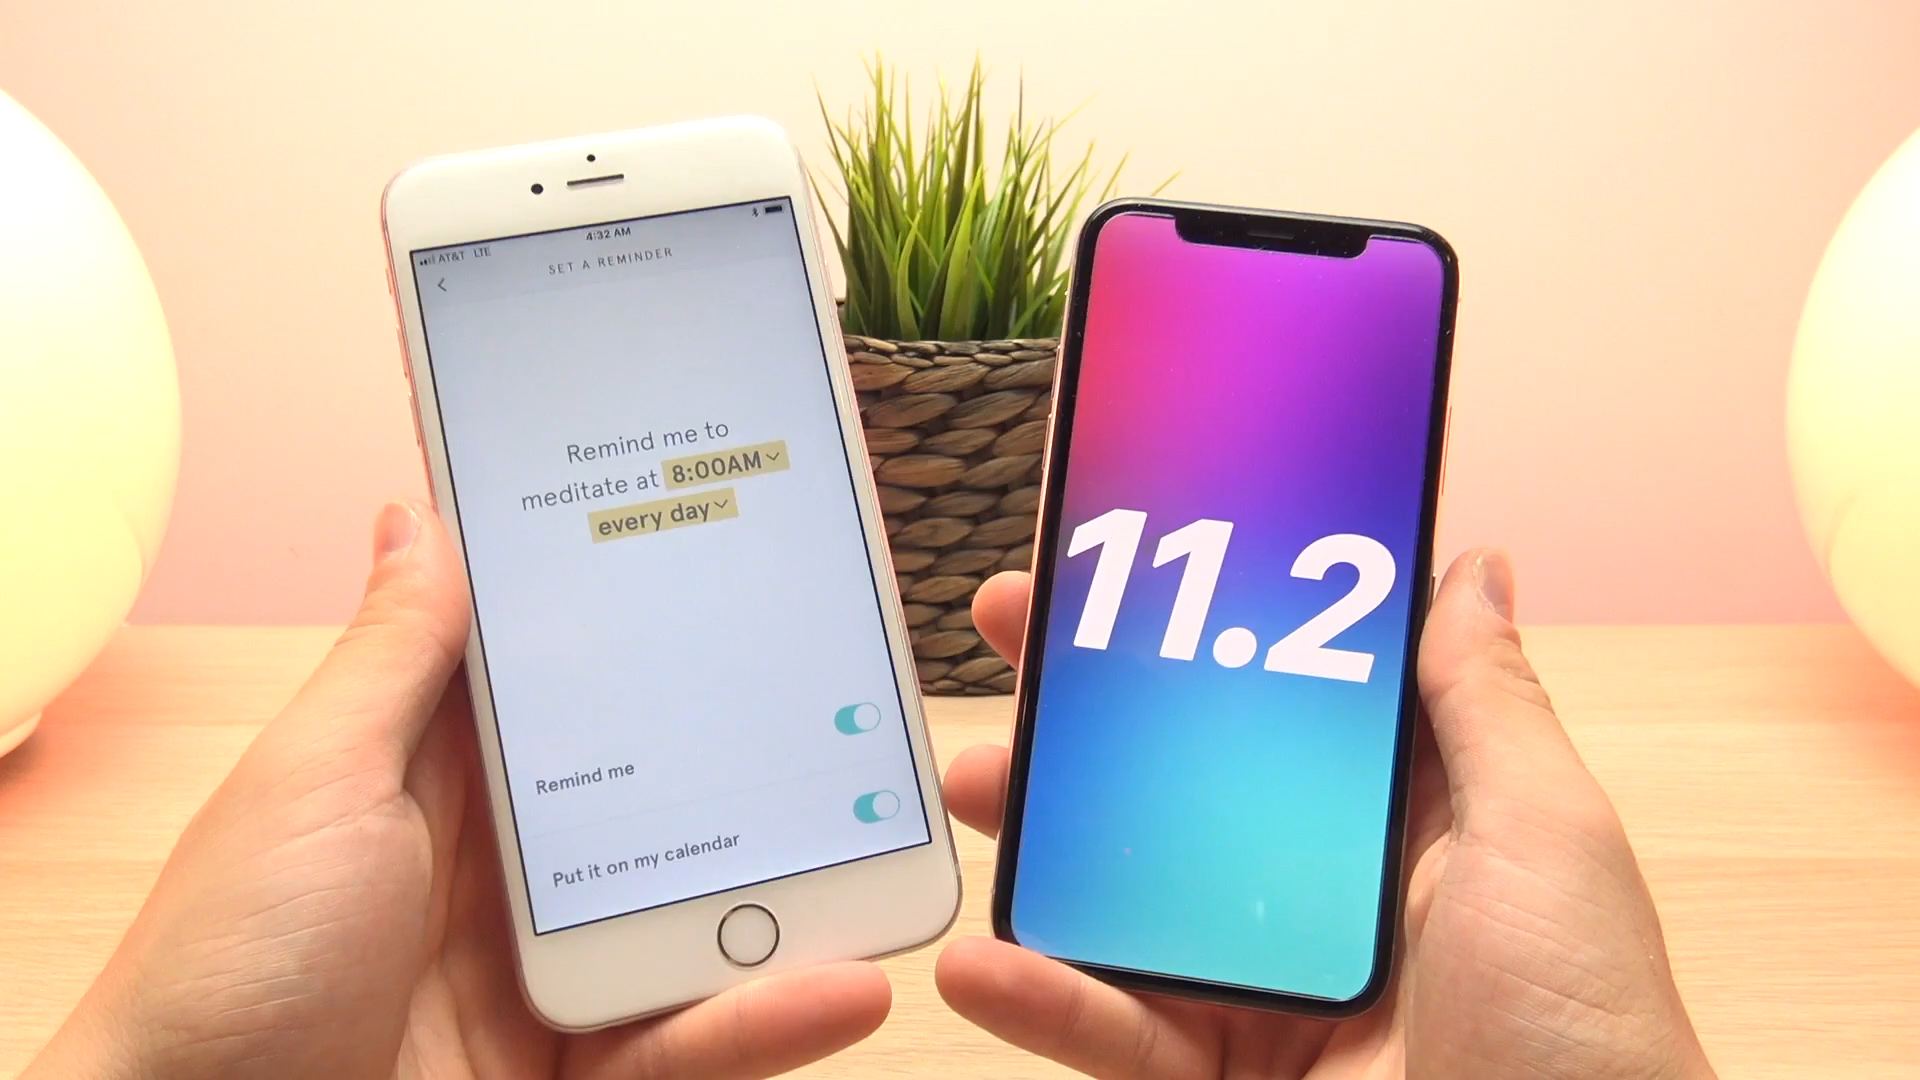 AT&T LTE
4:32 AM
SET A REMINDER
Remind me to
meditate at 8:00AM
every day
Remind me
Put it on my calendar
11.2